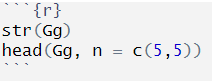 ```{r}
str(Gg)
head(Gg, n = c(5,5))
```